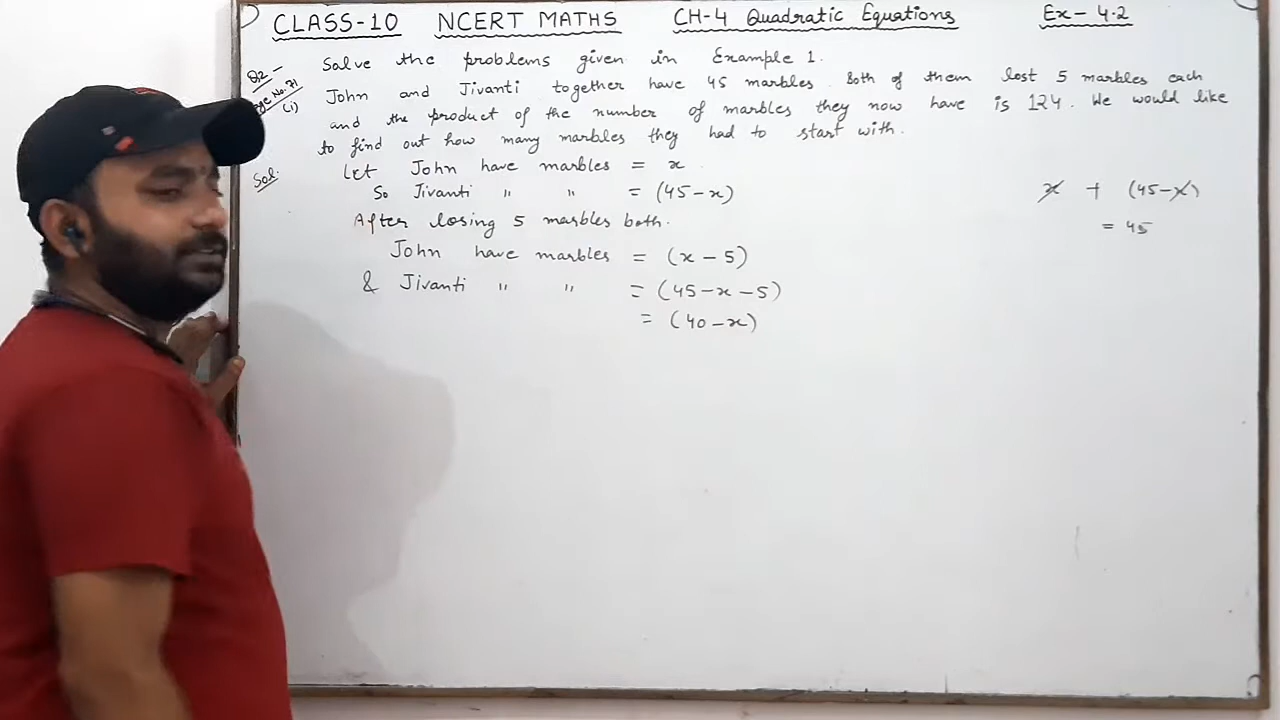 CLASS-10 NCERT MATHS CH-4 Quadratic Equations Ex-4.2
Q2- Solve the problems given in Example 1.
Page No. 71
(i) John and Jivanti together have 45 marbles. Both of them lost 5 marbles each
and the product of the number of marbles they now have is 124. We would like
to find out how many marbles they had to start with.
Sol. Let John have marbles = x.
So Jivanti " " = (45-x)
After losing 5 marbles both.
John have marbles = (x-5)
& Jivanti " " = (45-x-5)
= (40-x)
x + (45-x)
= 45